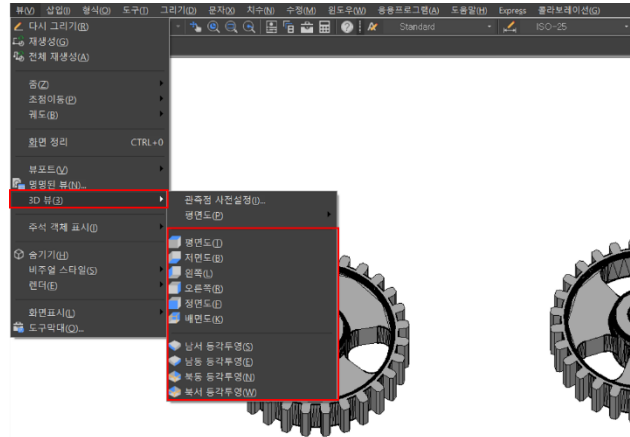 뷰(V) 삽입(I) 형식(O) 도구(T) 그리기(D) 문자(X) 치수(N) 수정(M) 윈도우(W) 응용프로그램(A) 도움말(H) Express 콜라보레이션(G)
다시 그리기(R)
Standard ISO-25
재생성(G)
전체 재생성(A)
줌(Z)
초점이동(P)
궤도(B)
화면 정리 CTRL+0
뷰포트(V)
명명된 뷰(N)...
3D 뷰(3)
관측점 사전설정(I)...
평면도(P)
주석 객체 표시(I)
평면도(T)
숨기기(H)
저면도(B)
비주얼 스타일(S)
왼쪽(L)
렌더(E)
오른쪽(R)
정면도(F)
화면표시(L)
배면도(K)
도구막대(O)...
남서 등각투영(S)
남동 등각투영(E)
북동 등각투영(N)
북서 등각투영(W)